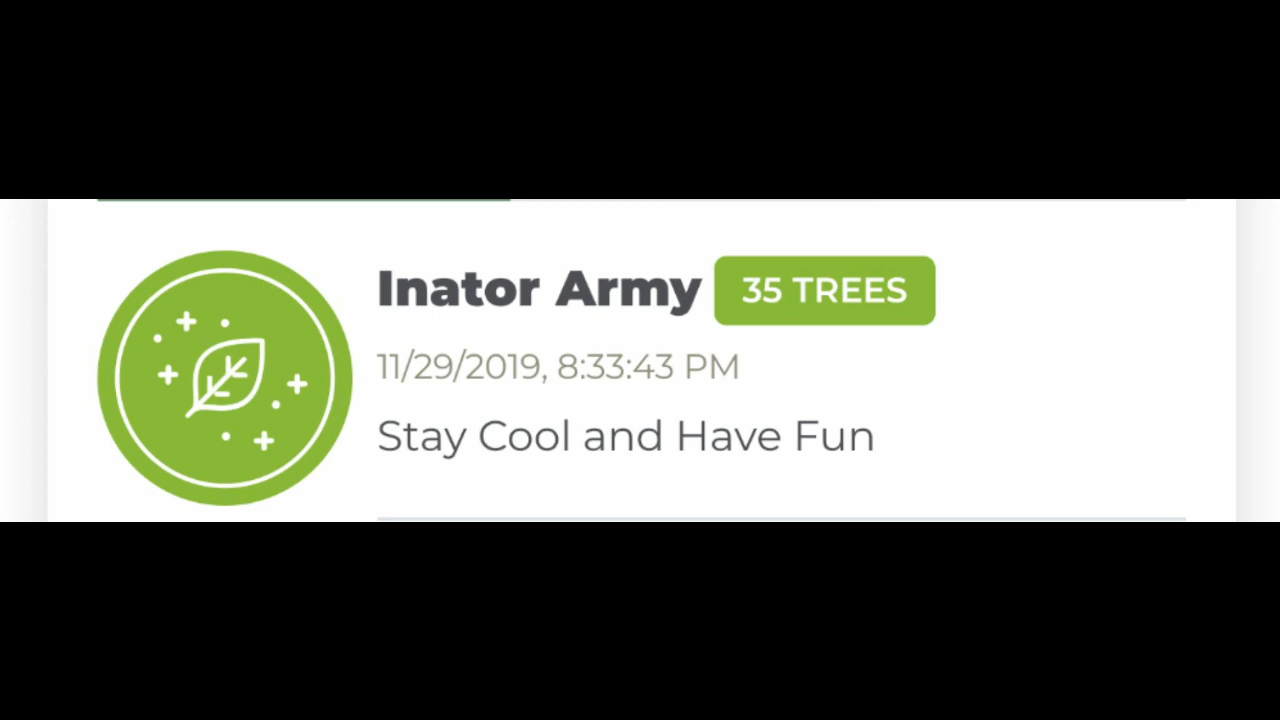 Inator Army 35 TREES
11/29/2019, 8:33:43 PM
Stay Cool and Have Fun